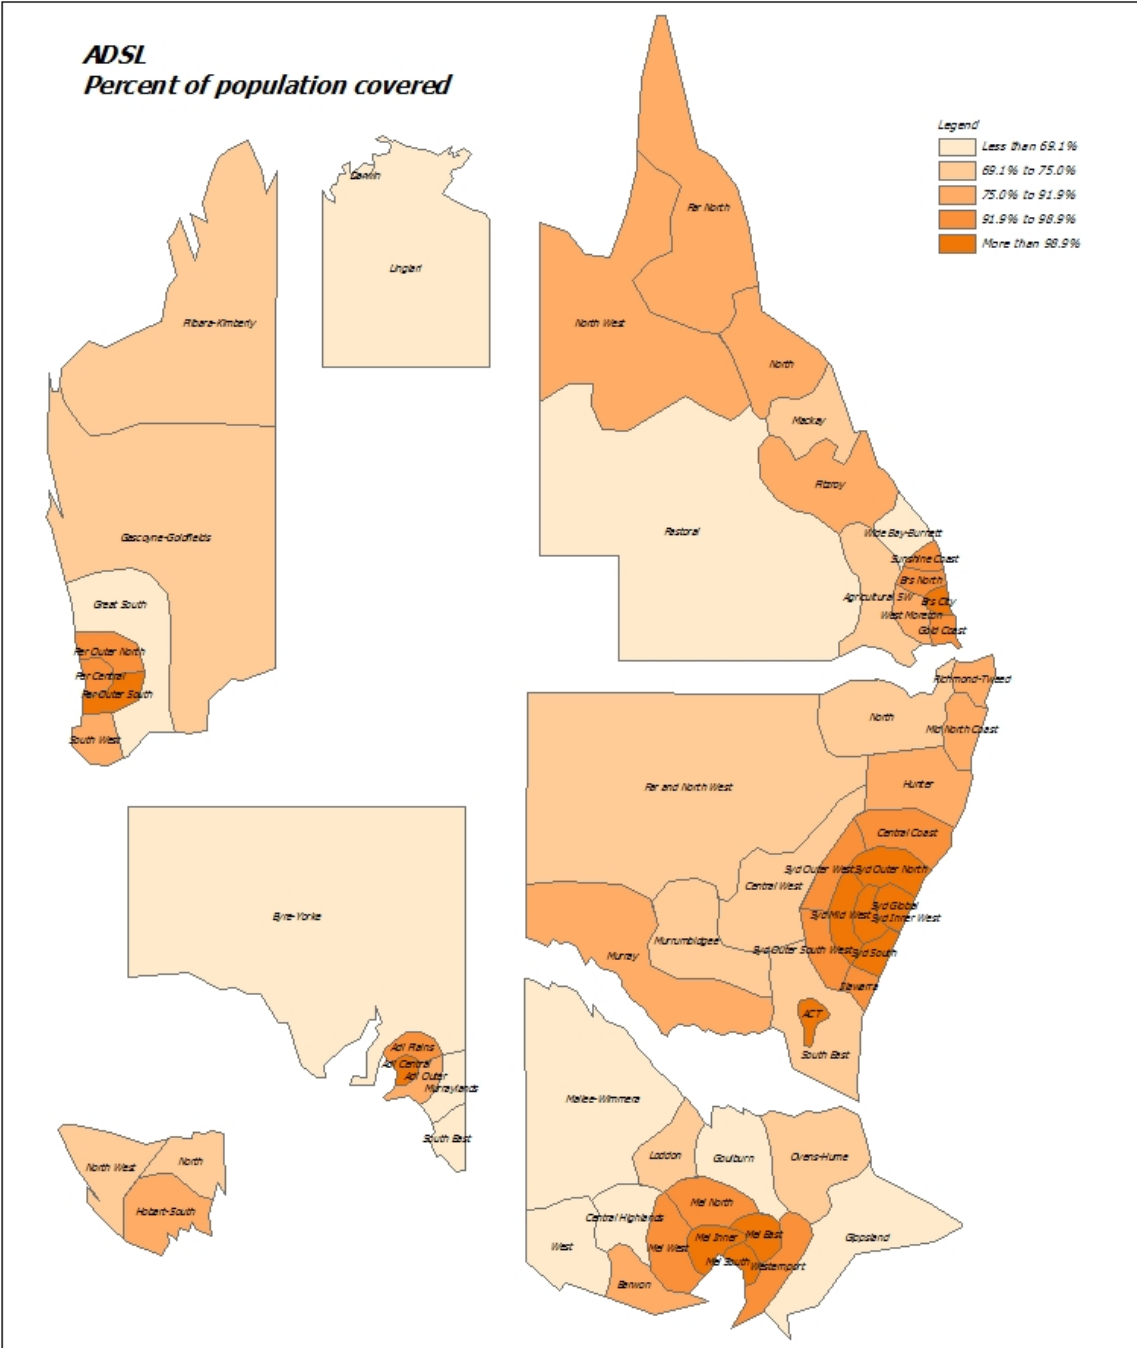 ADSL
Percent of population covered
Legend
Less than 69.1%
69.1% to 75.0%
75.0% to 91.9%
91.9% to 98.9%
More than 98.9%
Darwin
Lingiari
Pilbara-Kimberly
Gascoyne-Goldfields
Great South
Per Outer North
Per Central
Per Outer South
South West
Far North
North West
North
Mackay
Fitzroy
Pastoral
Wide Bay-Burnett
Sunshine Coast
Brs North
Agricultural SW
Brs City
West Moreton
Gold Coast
Richmond-Tweed
North
Mid North Coast
Far and North West
Hunter
Central Coast
Syd Outer West
Syd Outer North
Central West
Syd Global
Syd Mid West
Syd Inner West
Murrumbidgee
Syd Outer South West
Syd South
Murray
Illawarra
ACT
South East
Eyre-Yorke
Adl Plains
Adl Central
Adl Outer
Murraylands
South East
North West
North
Hobart-South
Malee-Wimmera
Loddon
Goulburn
Ovens-Hume
Mel North
Central Highlands
Mel Inner
Mel East
Gippsland
West
Mel West
Mel South
Westernport
Barwon